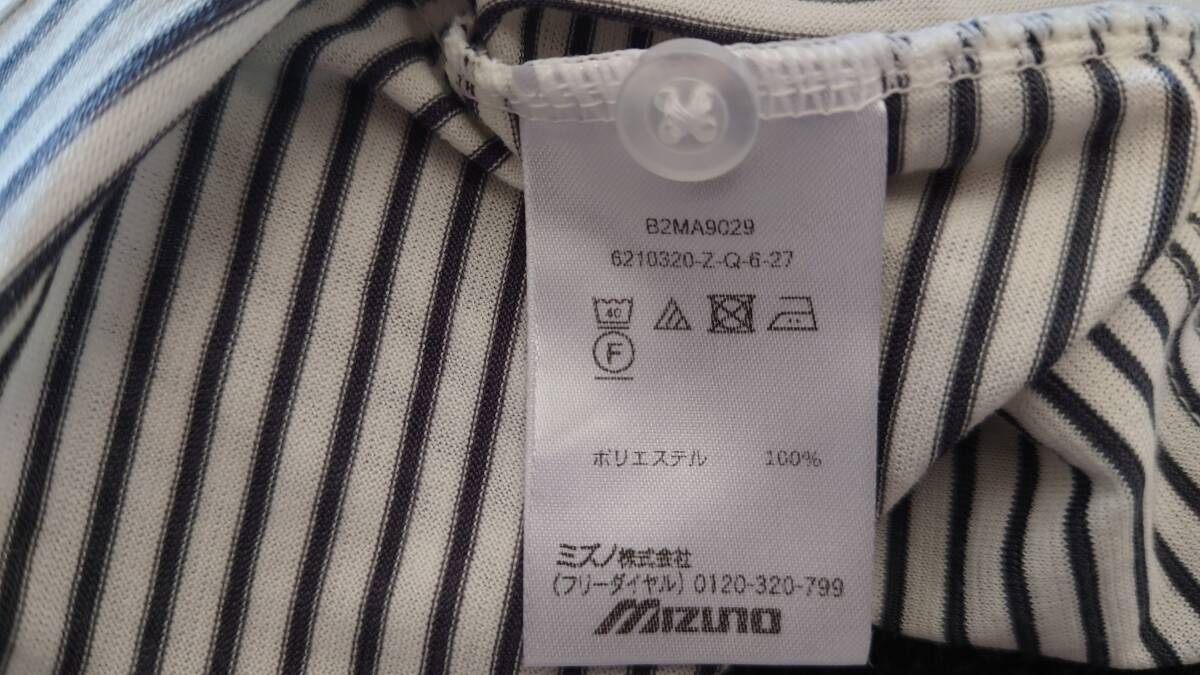 B2MA9029
6210320-Z-Q-6-27
40
F
ポリエステル 100%
ミズノ株式会社
(フリーダイヤル) 0120-320-799
MIZUNO